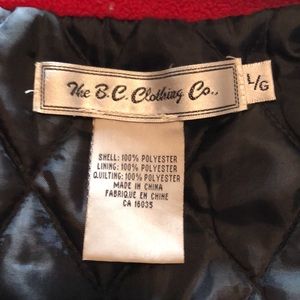 The B.C. Clothing Co.,
L/G
SHELL: 100% POLYESTER
LINING: 100% POLYESTER
QUILTING: 100% POLYESTER
MADE IN CHINA
FABRIQUE EN CHINE
CA 16035